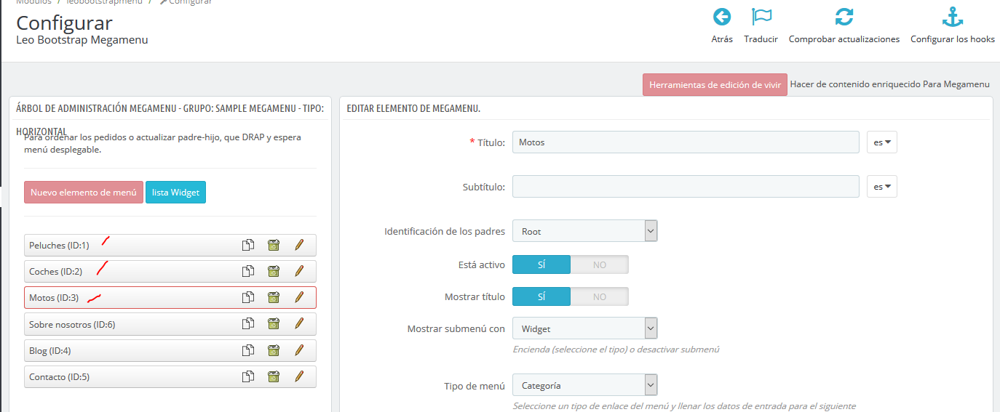 Módulos / leobootstrapmenu / Configurar
Configurar
Leo Bootstrap Megamenu
Atrás
Traducir
Comprobar actualizaciones
Configurar los hooks
Herramientas de edición de vivir
Hacer de contenido enriquecido Para Megamenu
ÁRBOL DE ADMINISTRACIÓN MEGAMENU - GRUPO: SAMPLE MEGAMENU - TIPO:
HORIZONTAL
Para ordenar los pedidos o actualizar padre-hijo, que DRAP y espera
menú desplegable.
Nuevo elemento de menú
lista Widget
Peluches (ID:1)
Coches (ID:2)
Motos (ID:3)
Sobre nosotros (ID:6)
Blog (ID:4)
Contacto (ID:5)
EDITAR ELEMENTO DE MEGAMENU.
* Título:
Motos
es
Subtítulo:
es
Identificación de los padres
Root
Está activo
SÍ
NO
Mostrar título
SÍ
NO
Mostrar submenú con
Widget
Encienda (seleccione el tipo) o desactivar submenú
Tipo de menú
Categoría
Seleccione un tipo de enlace del menú y llenar los datos de entrada para el siguiente